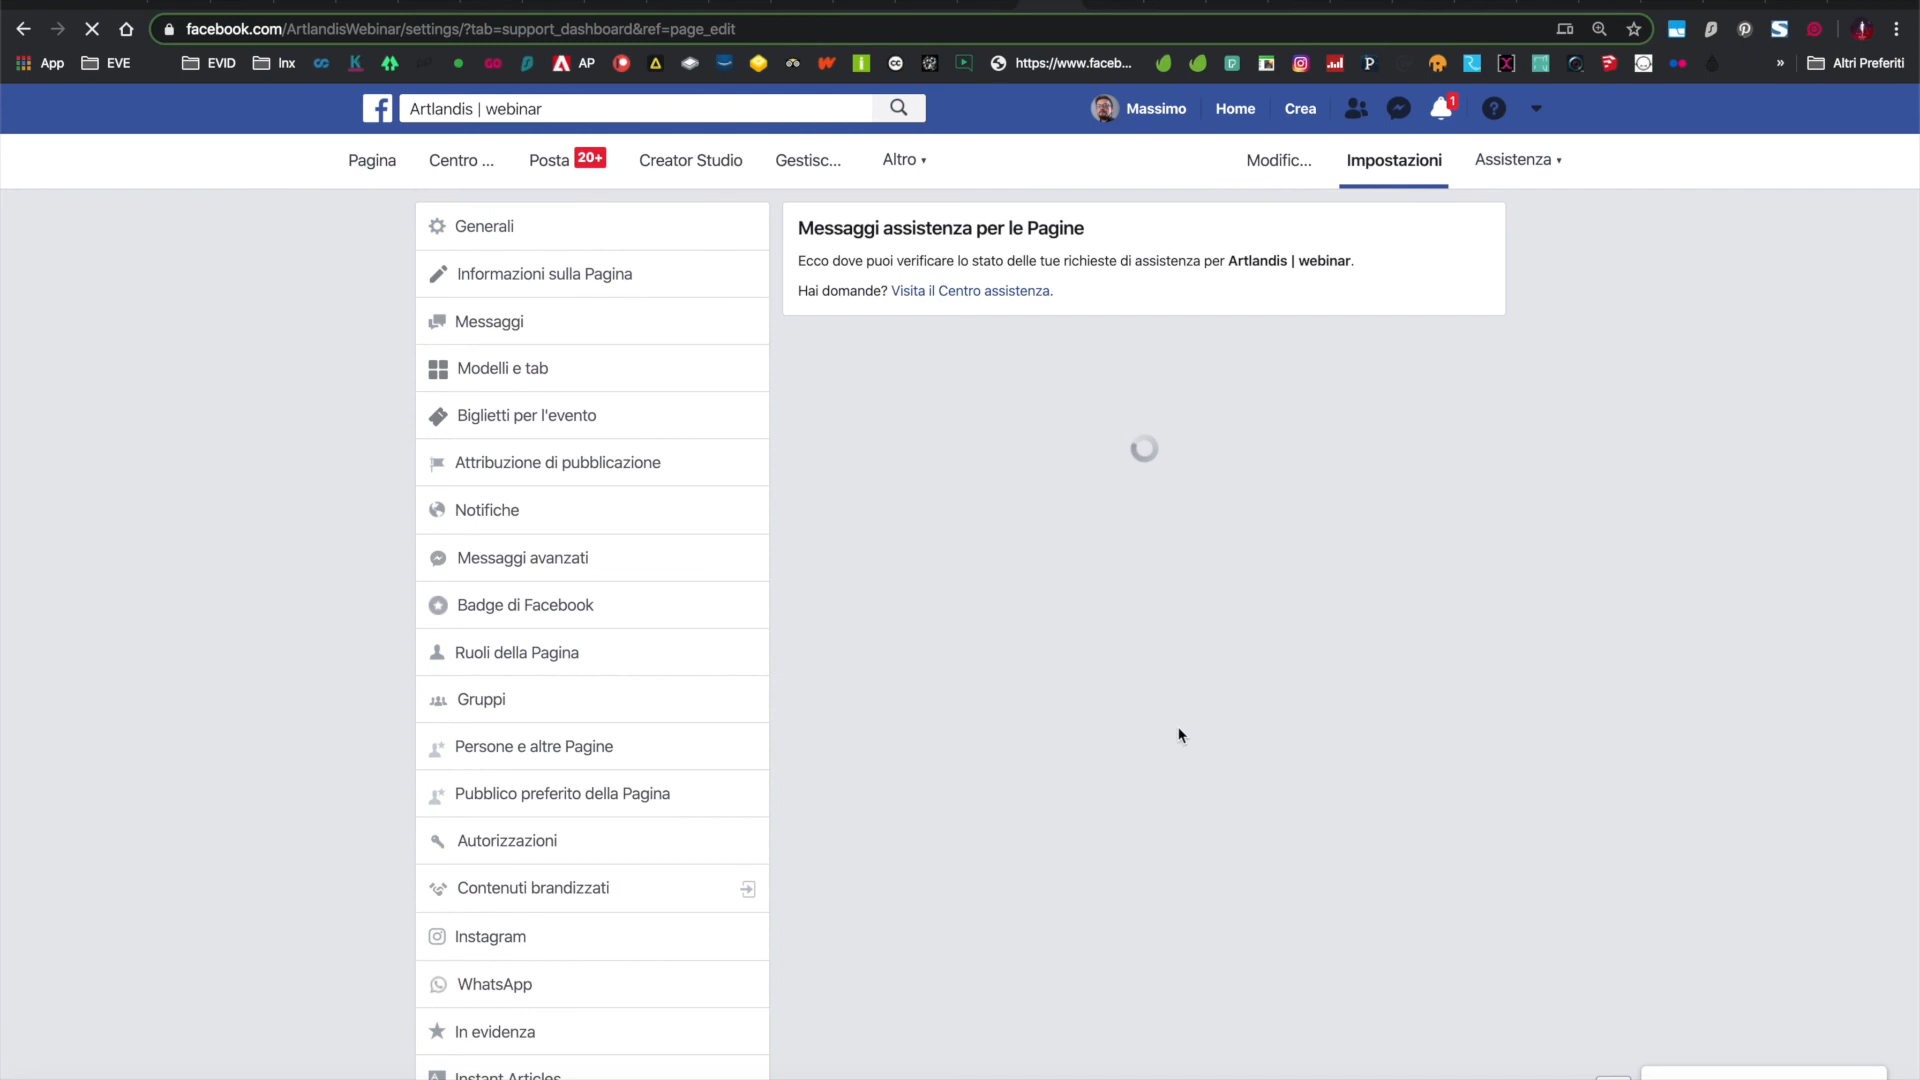 facebook.com/ArtlandisWebinar/settings/?tab=support_dashboard&ref=page_edit
App EVE EVID Inx AP https://www.faceb... » Altri Preferiti
Artlandis | webinar Massimo Home Crea 1
Pagina Centro ... Posta 20+ Creator Studio Gestisc... Altro Modific... Impostazioni Assistenza
Generali
Informazioni sulla Pagina
Messaggi
Modelli e tab
Biglietti per l'evento
Attribuzione di pubblicazione
Notifiche
Messaggi avanzati
Badge di Facebook
Ruoli della Pagina
Gruppi
Persone e altre Pagine
Pubblico preferito della Pagina
Autorizzazioni
Contenuti brandizzati
Instagram
WhatsApp
In evidenza
Instant Articles
Messaggi assistenza per le Pagine
Ecco dove puoi verificare lo stato delle tue richieste di assistenza per Artlandis | webinar.
Hai domande? Visita il Centro assistenza.